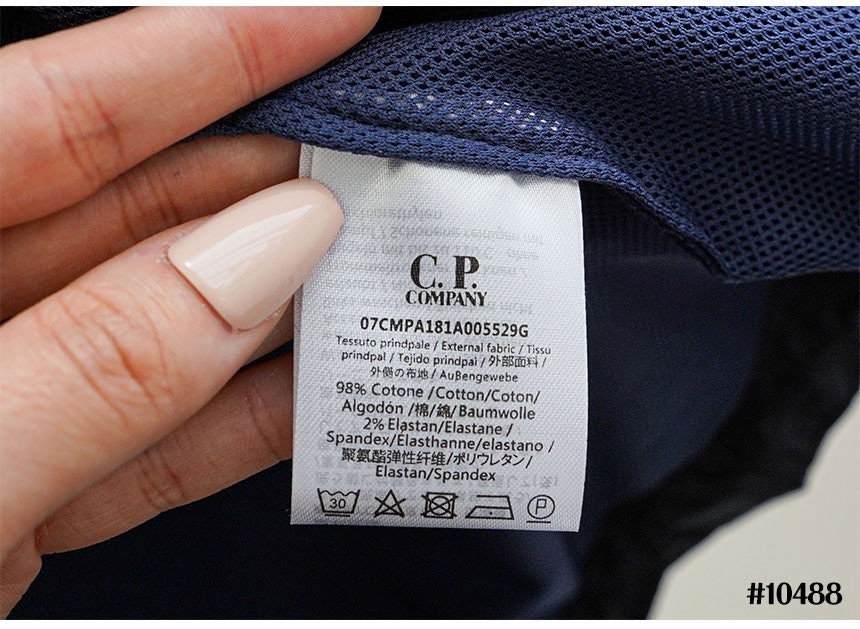 C. P.
COMPANY
07CMPA181A005529G
Tessuto prindpale / External fabric / Tissu
prindpal / Tejido prindpal / 外部面料 /
外側の布地 / Außengewebe
98% Cotone /Cotton/Coton/
Algodón /棉/綿/Baumwolle
2% Elastan/Elastane /
Spandex/Élasthanne/elastano /
聚氨酯弹性纤维/ポリウレタン/
Elastan/Spandex
30
P
#10488